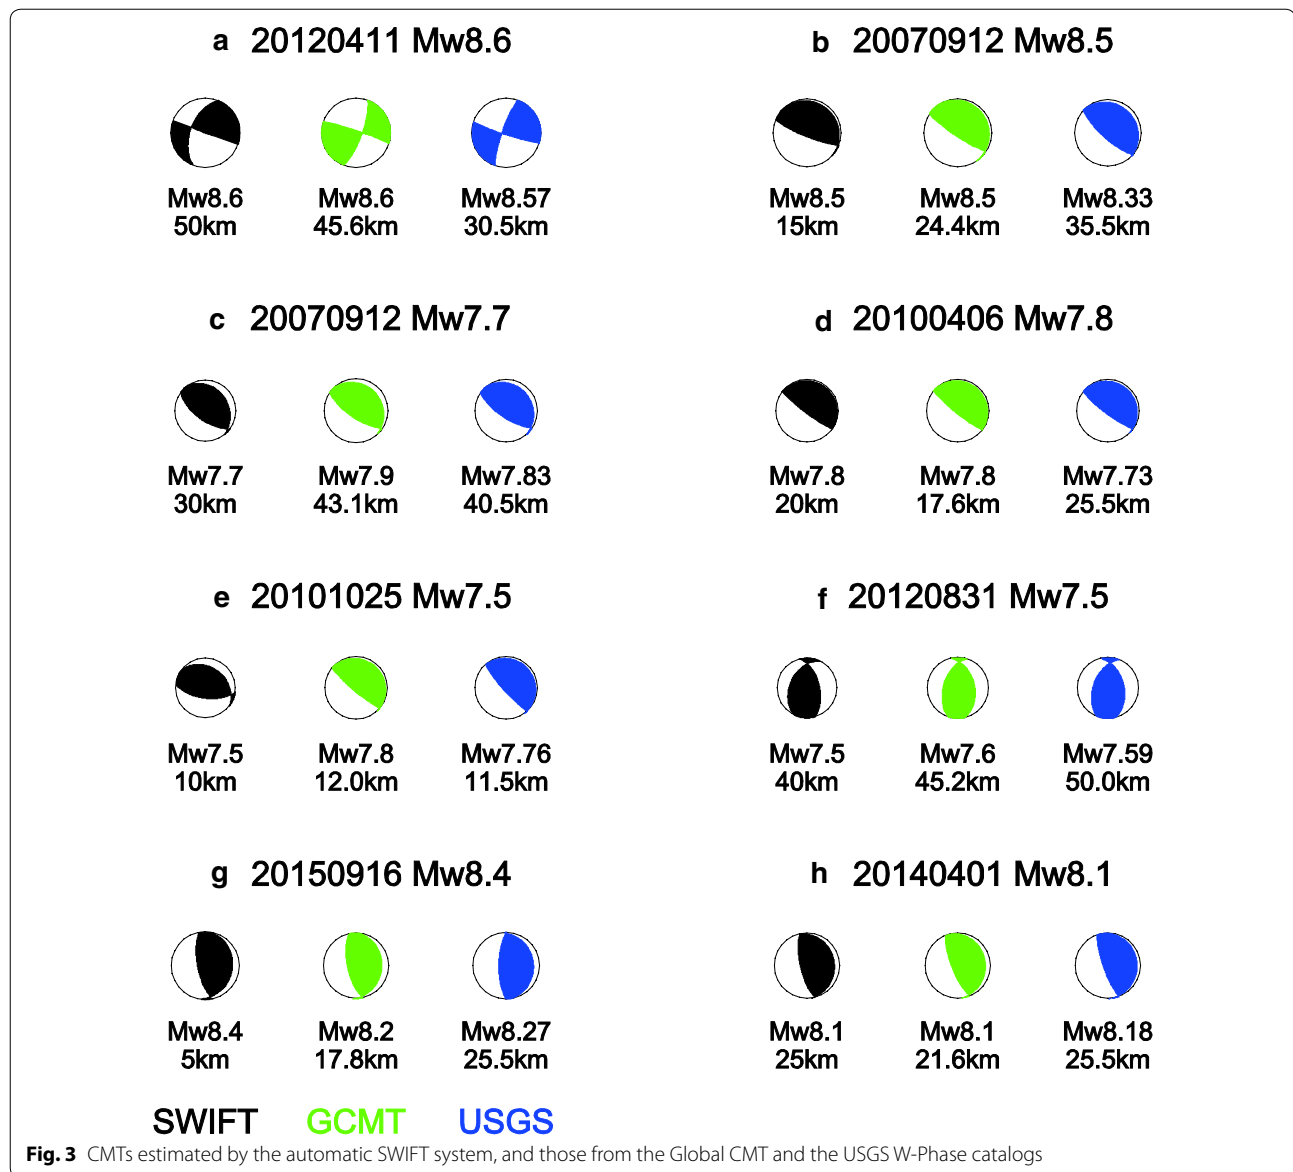 a 20120411 Mw8.6
b 20070912 Mw8.5
Mw8.6 Mw8.6 Mw8.57
50km 45.6km 30.5km
Mw8.5 Mw8.5 Mw8.33
15km 24.4km 35.5km
c 20070912 Mw7.7
d 20100406 Mw7.8
Mw7.7 Mw7.9 Mw7.83
30km 43.1km 40.5km
Mw7.8 Mw7.8 Mw7.73
20km 17.6km 25.5km
e 20101025 Mw7.5
f 20120831 Mw7.5
Mw7.5 Mw7.8 Mw7.76
10km 12.0km 11.5km
Mw7.5 Mw7.6 Mw7.59
40km 45.2km 50.0km
g 20150916 Mw8.4
h 20140401 Mw8.1
Mw8.4 Mw8.2 Mw8.27
5km 17.8km 25.5km
Mw8.1 Mw8.1 Mw8.18
25km 21.6km 25.5km
SWIFT GCMT USGS
Fig. 3 CMTs estimated by the automatic SWIFT system, and those from the Global CMT and the USGS W-Phase catalogs